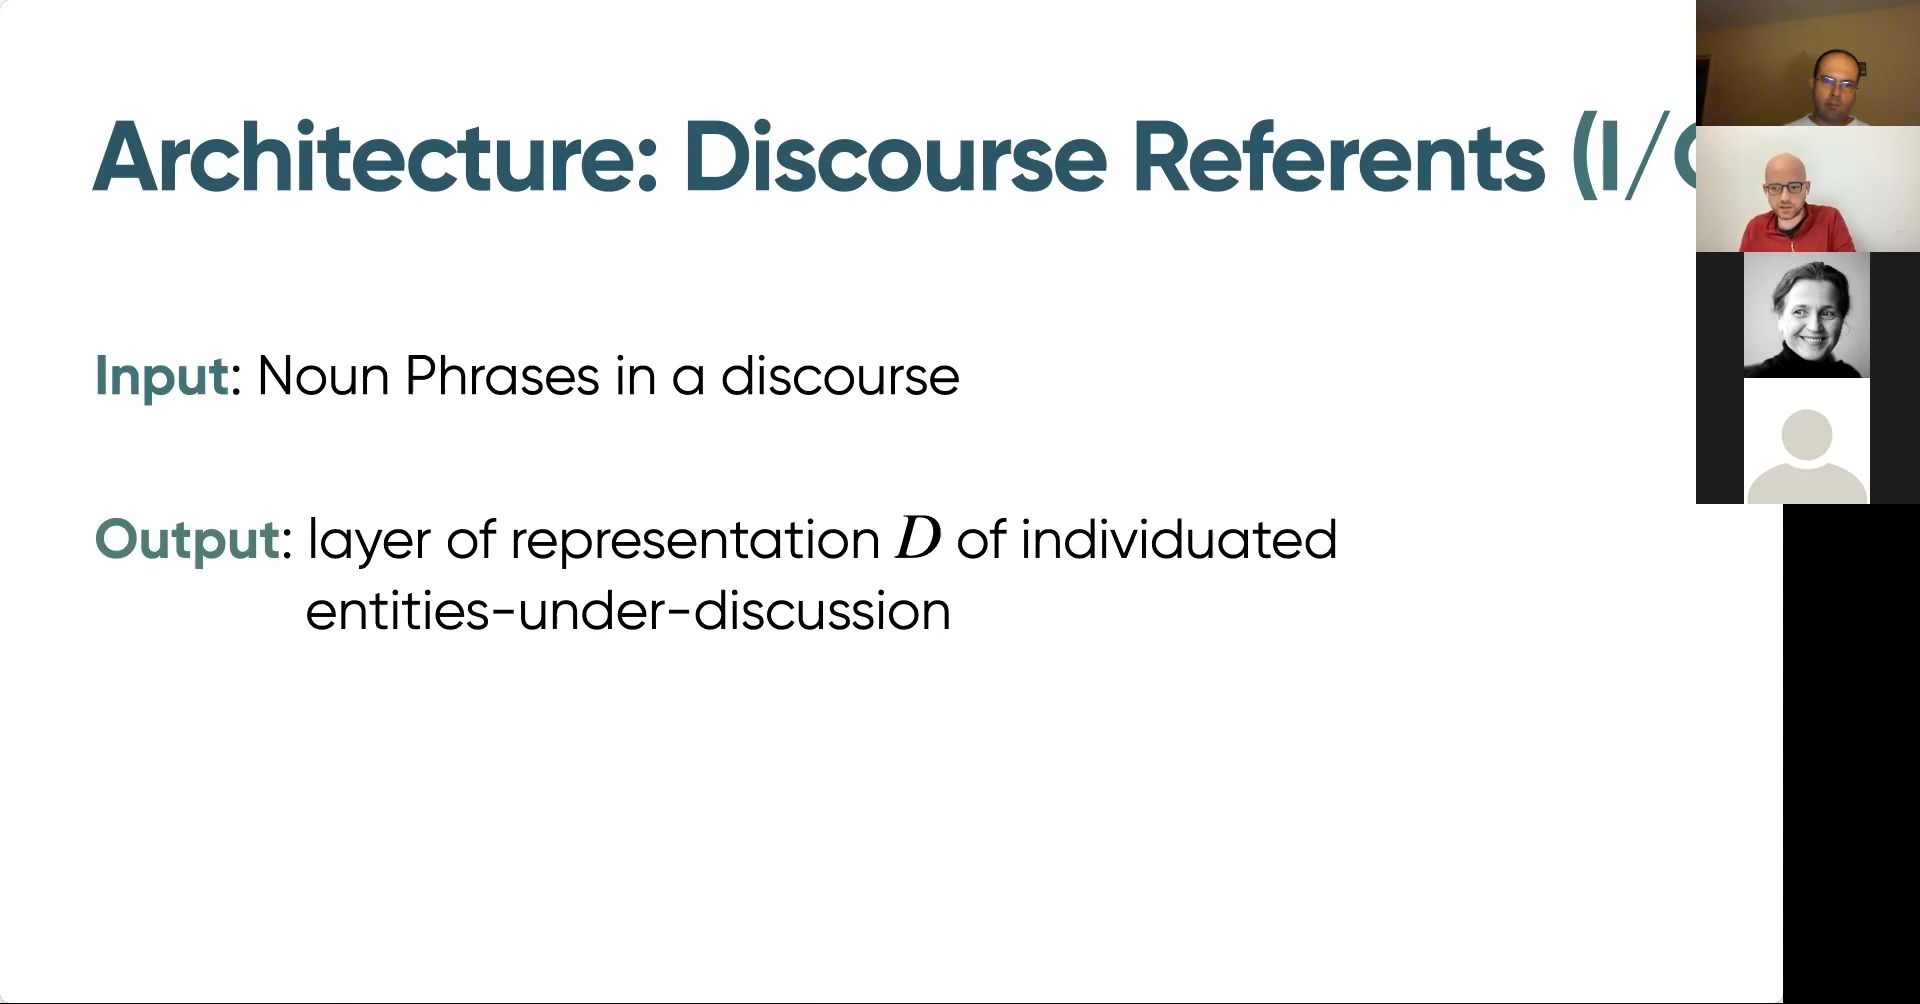 Architecture: Discourse Referents (I/
Input: Noun Phrases in a discourse
Output: layer of representation D of individuated
entities-under-discussion